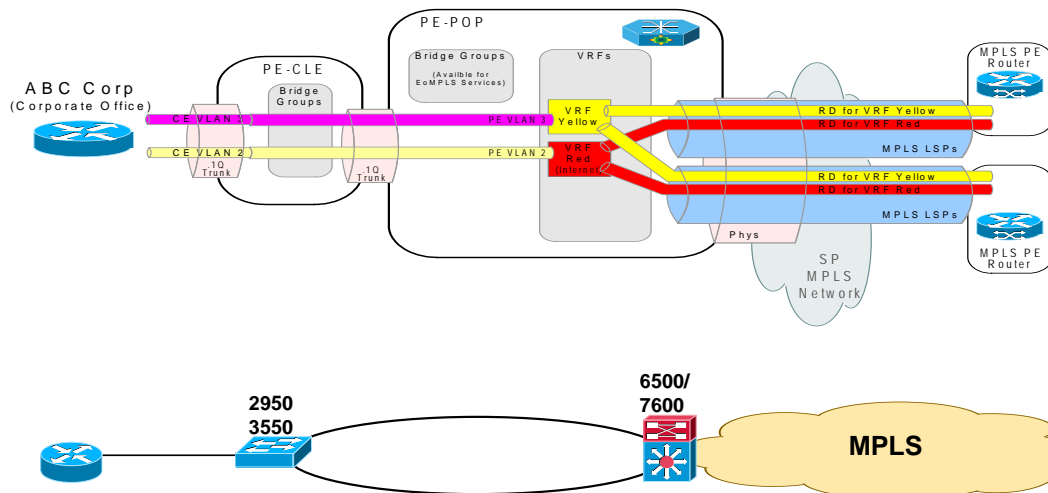 PE-POP
Bridge Groups
(Availble for
EoMPLS Services)
VRFs
MPLS PE
Router
PE-CLE
Bridge
Groups
ABC Corp
(Corporate Office)
CE VLAN 3
PE VLAN 3
VRF
Yellow
RD for VRF Yellow
RD for VRF Red
MPLS LSPs
CE VLAN 2
PE VLAN 2
VRF
Red
(Internet)
.1Q
Trunk
.1Q
Trunk
RD for VRF Yellow
RD for VRF Red
MPLS LSPs
Phys
SP
MPLS
Network
MPLS PE
Router
2950
3550
6500/
7600
MPLS